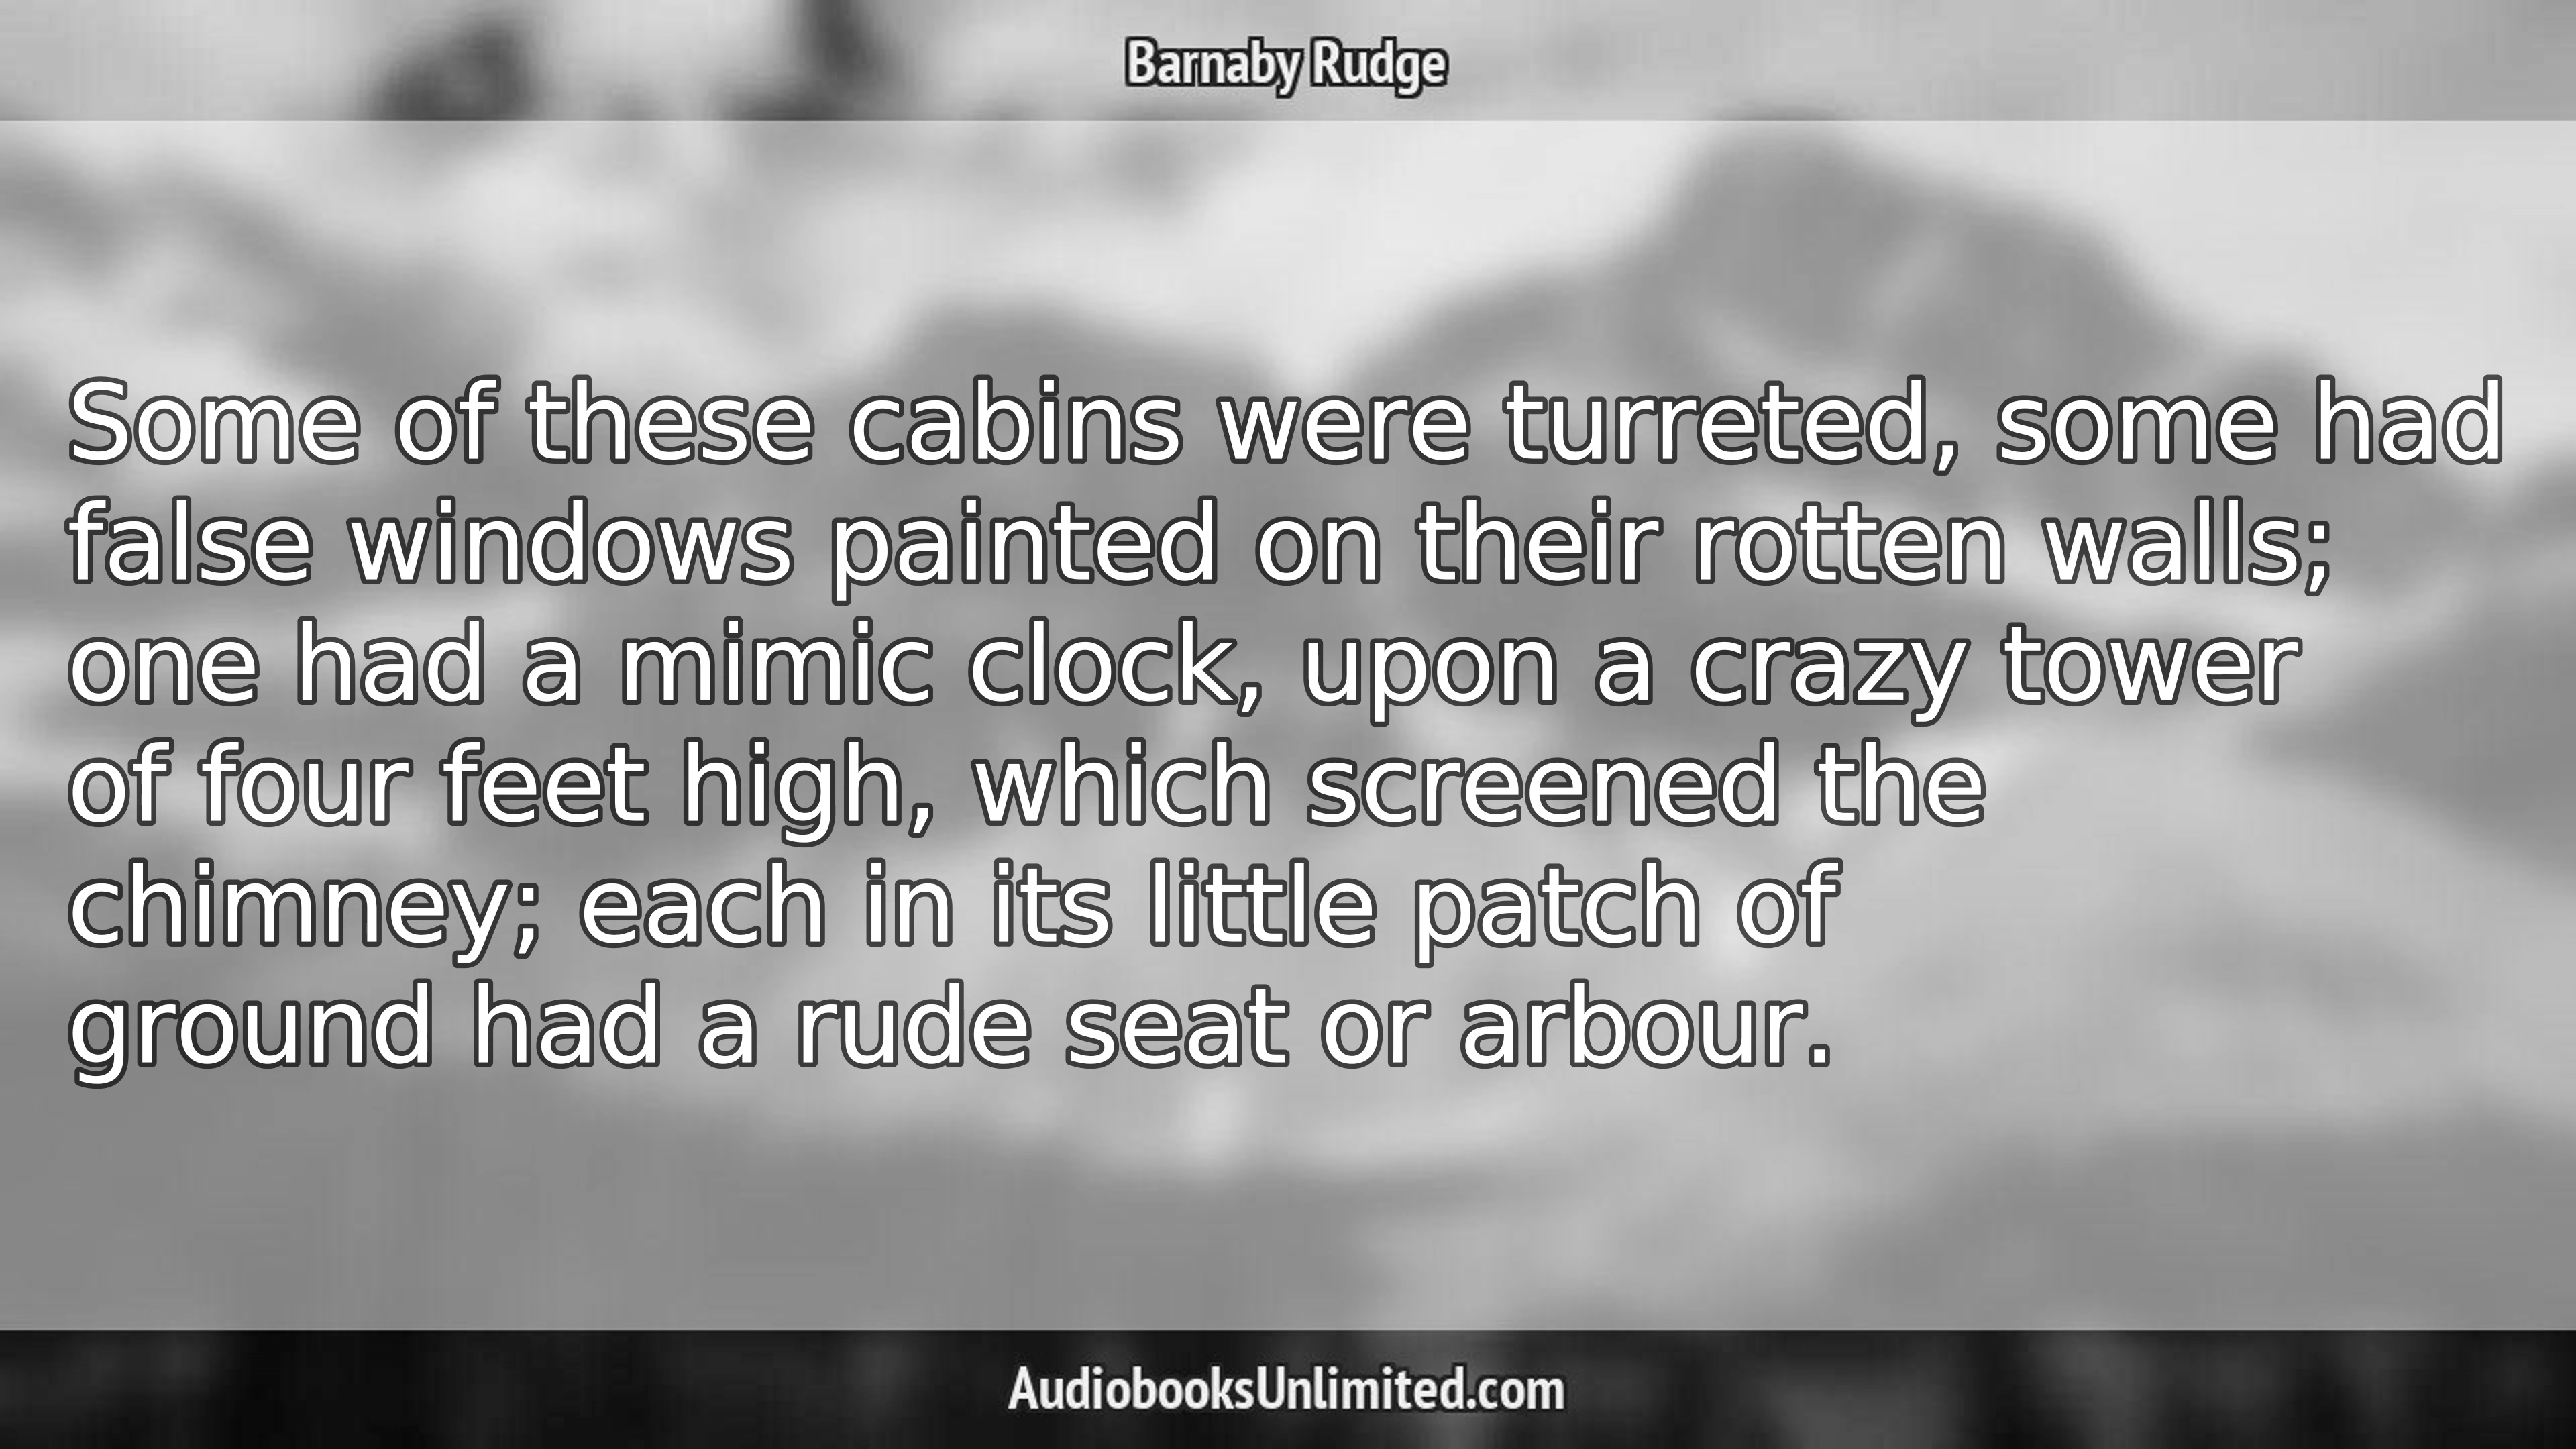 Barnaby Rudge
Some of these cabins were turreted, some had
false windows painted on their rotten walls;
one had a mimic clock, upon a crazy tower
of four feet high, which screened the
chimney; each in its little patch of
ground had a rude seat or arbour.
AudiobooksUnlimited.com